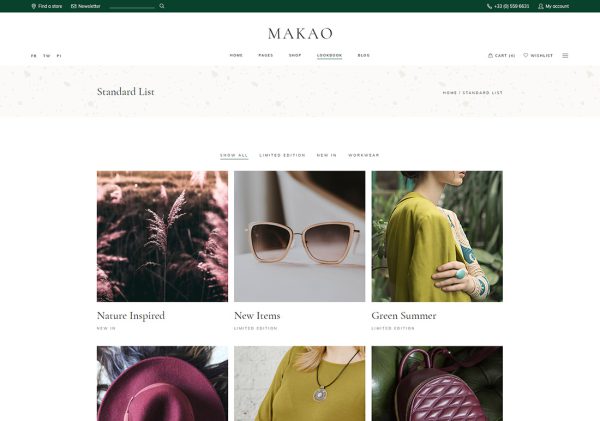 Find a store Newsletter +33 (0) 559 6631 My account
MAKAO
FB TW PI HOME PAGES SHOP LOOKBOOK BLOG CART (0) WISHLIST
Standard List HOME / STANDARD LIST
SHOW ALL LIMITED EDITION NEW IN WORKWEAR
Nature Inspired New Items Green Summer
NEW IN LIMITED EDITION LIMITED EDITION